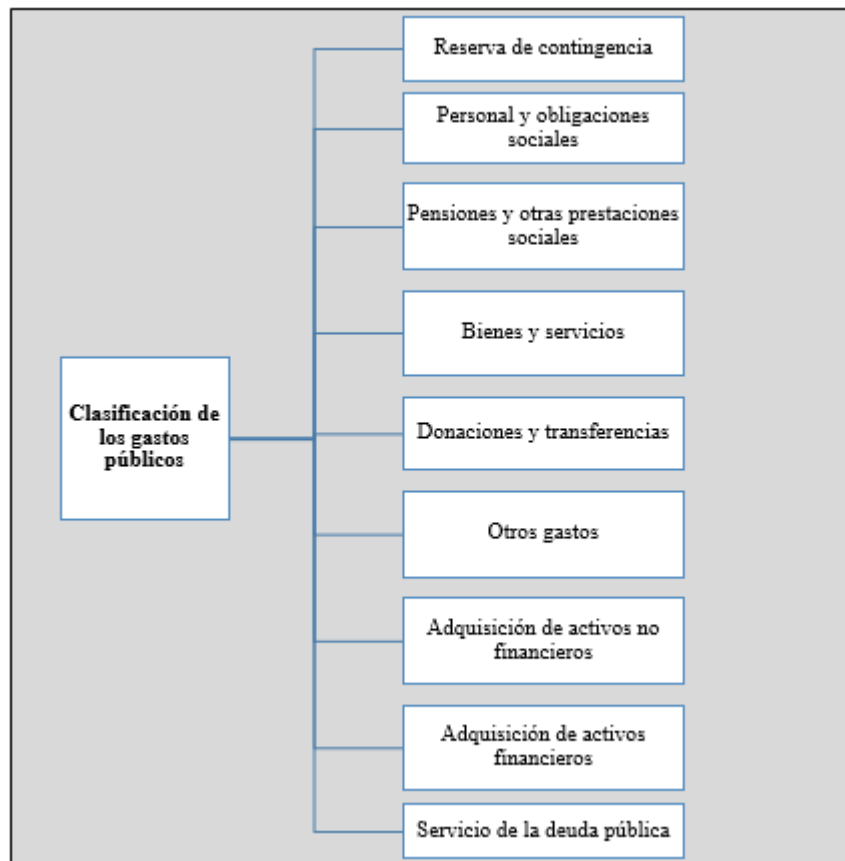 Reserva de contingencia
Personal y obligaciones
sociales
Pensiones y otras prestaciones
sociales
Bienes y servicios
Clasificación de
los gastos
públicos
Donaciones y transferencias
Otros gastos
Adquisición de activos no
financieros
Adquisición de activos
financieros
Servicio de la deuda pública